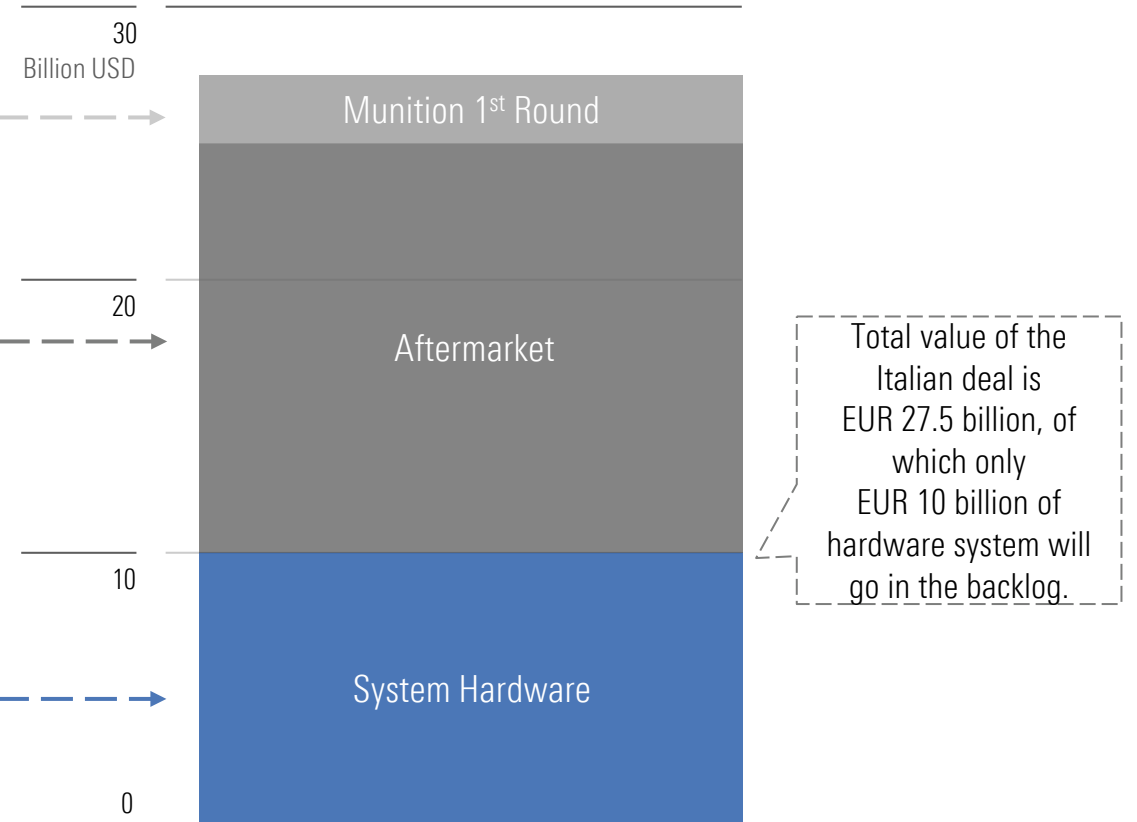 30
Billion USD
Munition 1st Round
20
Aftermarket
Total value of the
Italian deal is
EUR 27.5 billion, of
which only
EUR 10 billion of
hardware system will
go in the backlog.
10
System Hardware
0